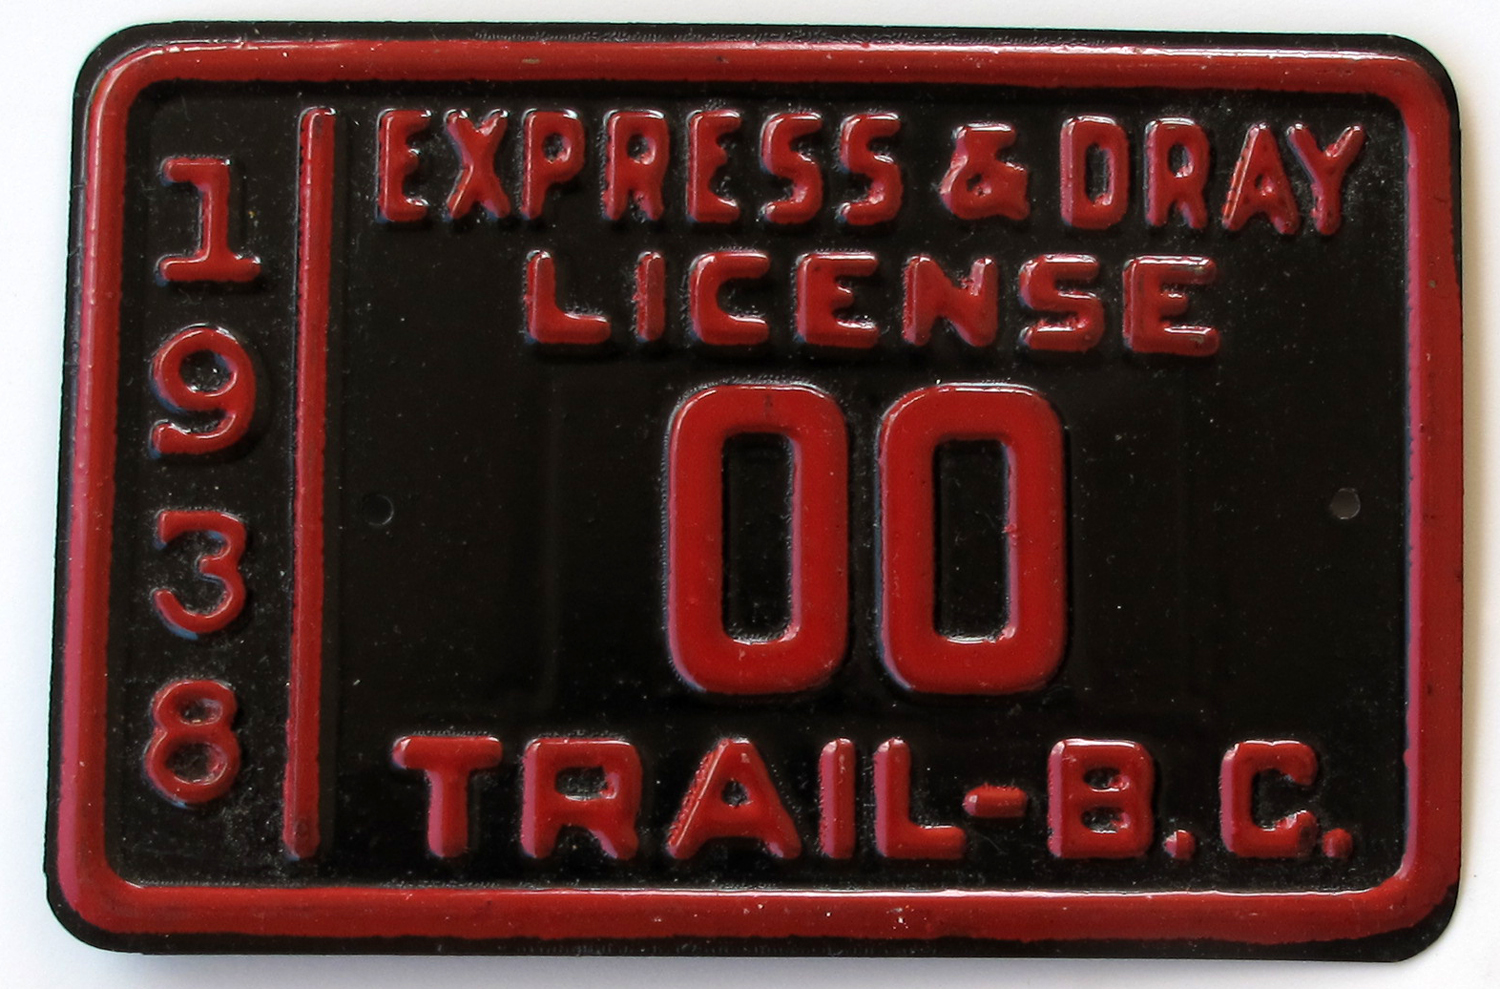 1938
EXPRESS & DRAY
LICENSE
00
TRAIL-B.C.